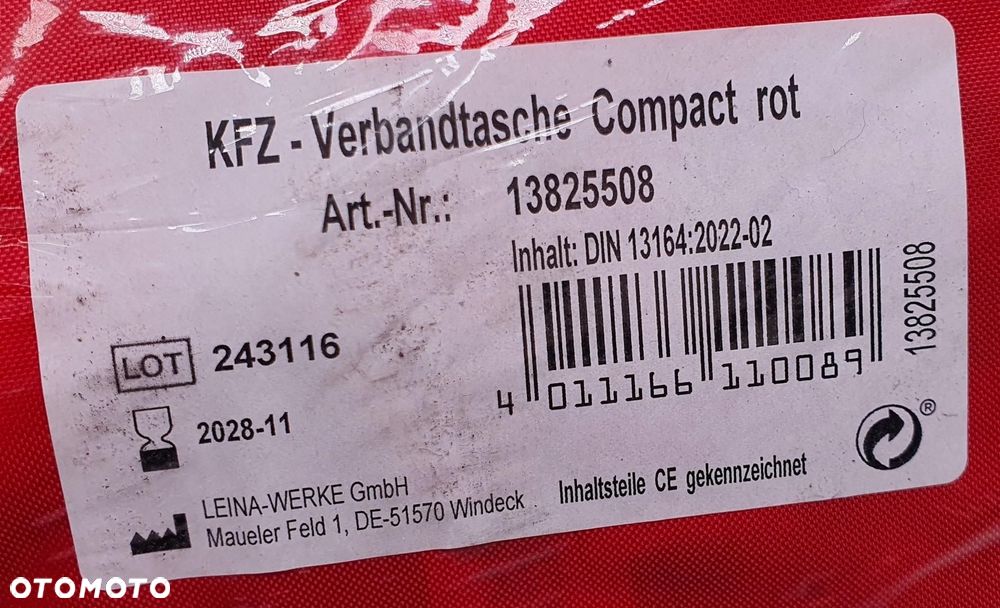 KFZ - Verbandtasche Compact rot
Art.-Nr.: 13825508
Inhalt: DIN 13164:2022-02
13825508
4 011166 110089
LOT 243116
2028-11
®
LEINA-WERKE GmbH
Maueler Feld 1, DE-51570 Windeck
Inhaltsteile CE gekennzeichnet
OTOMOTO